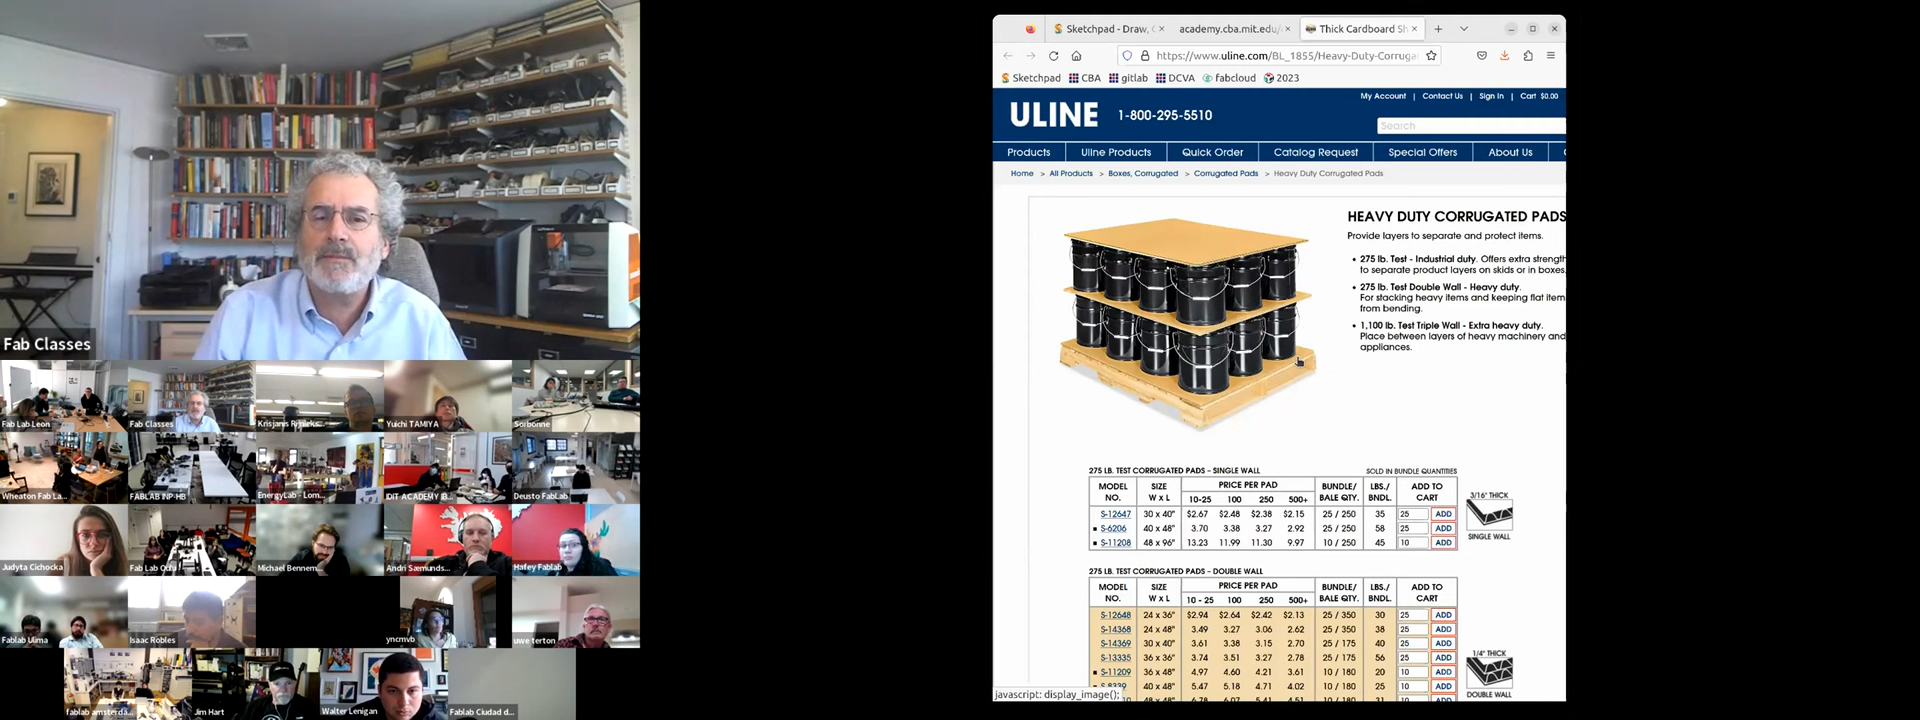 Fab Classes
Fab Lab Leon
Fab Classes
Yuichi TAMIYA
Sorbonne
Wheaton Fab La...
FABLAB INP-HB
EnergyLab - Lom...
Deusto FabLab
Judyta Cichocka
Michael Bennem...
Andri Sæmunds...
Hafey Fablab
Fablab Ulima
Isaac Robles
yncmvb
uwe terton
fablab amsterda...
Jim Hart
Walter Lenigan
Fablab Ciudad d...
Sketchpad - Draw, C
academy.cba.mit.edu/
Thick Cardboard Sh
https://www.uline.com/BL_1855/Heavy-Duty-Corruga
Sketchpad
CBA
gitlab
DCVA
fabcloud
2023
My Account | Contact Us | Sign In | Cart $0.00
ULINE 1-800-295-5510
Search
Products
Uline Products
Quick Order
Catalog Request
Special Offers
About Us
Home > All Products > Boxes, Corrugated > Corrugated Pads > Heavy Duty Corrugated Pads
HEAVY DUTY CORRUGATED PADS
Provide layers to separate and protect items.
• 275 lb. Test - Industrial duty. Offers extra strength
to separate product layers on skids or in boxes.
• 275 lb. Test Double Wall - Heavy duty.
For stacking heavy items and keeping flat item
from bending.
• 1,100 lb. Test Triple Wall - Extra heavy duty.
Place between layers of heavy machinery and
appliances.
275 LB. TEST CORRUGATED PADS – SINGLE WALL SOLD IN BUNDLE QUANTITIES
MODEL NO. SIZE W x L PRICE PER PAD BUNDLE/ BALE QTY. LBS./ BNDL. ADD TO CART
10-25 100 250 500+
S-12647 30 x 40" $2.67 $2.48 $2.38 $2.15 25 / 250 35 25 ADD
S-6206 40 x 48" 3.70 3.38 3.27 2.92 25 / 250 58 25 ADD
S-11208 48 x 96" 13.23 11.99 11.30 9.97 10 / 250 45 10 ADD
3/16" THICK
SINGLE WALL
275 LB. TEST CORRUGATED PADS – DOUBLE WALL
MODEL NO. SIZE W x L PRICE PER PAD BUNDLE/ BALE QTY. LBS./ BNDL. ADD TO CART
10 - 25 100 250 500+
S-12648 24 x 36" $2.94 $2.64 $2.42 $2.13 25 / 350 30 25 ADD
S-14368 24 x 48" 3.49 3.27 3.06 2.62 25 / 350 38 25 ADD
S-14369 30 x 40" 3.61 3.38 3.15 2.70 25 / 175 40 25 ADD
S-13335 36 x 36" 3.74 3.51 3.27 2.78 25 / 175 56 25 ADD
S-11209 36 x 48" 4.97 4.60 4.21 3.61 10 / 180 20 10 ADD
40 x 48" 5.47 5.18 4.71 4.02 10 / 180 25 10 ADD
1/4" THICK
DOUBLE WALL
javascript: display_image();